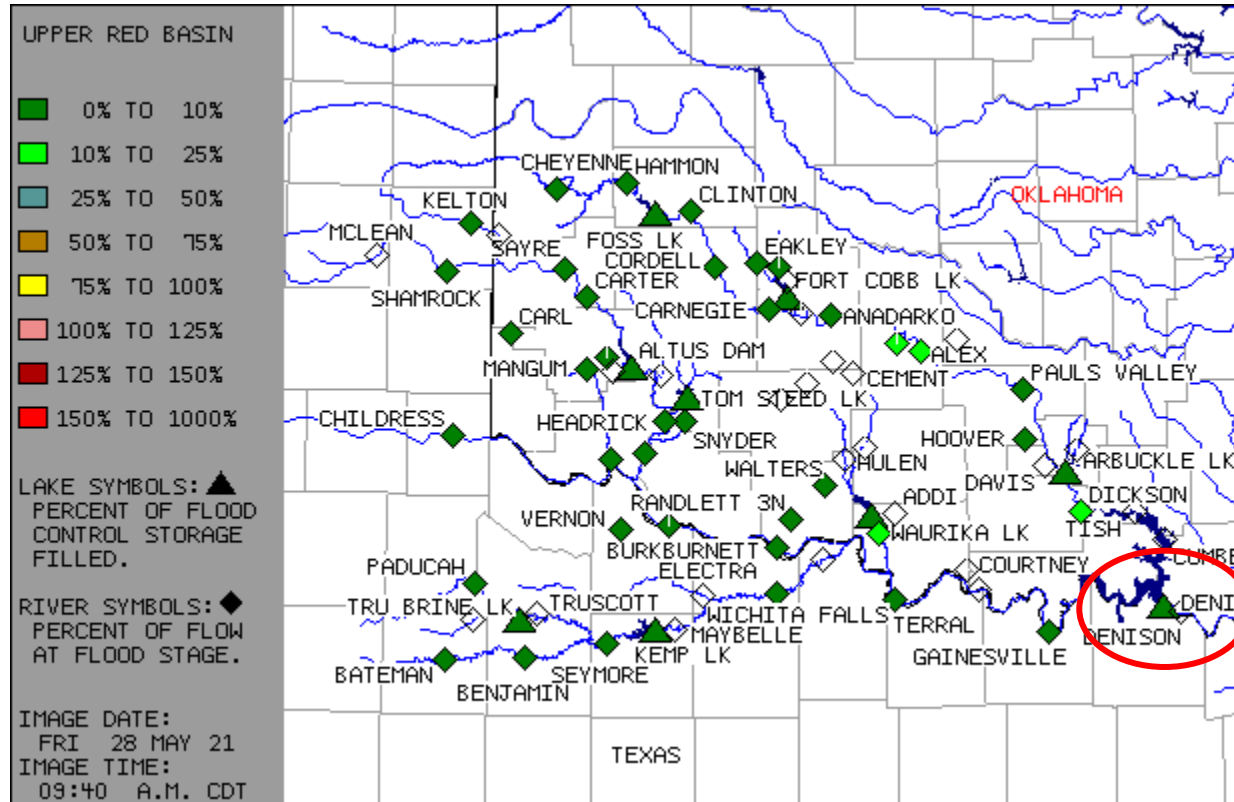 UPPER RED BASIN
0% TO 10%
10% TO 25%
25% TO 50%
50% TO 75%
75% TO 100%
100% TO 125%
125% TO 150%
150% TO 1000%
LAKE SYMBOLS:
PERCENT OF FLOOD
CONTROL STORAGE
FILLED.
RIVER SYMBOLS:
PERCENT OF FLOW
AT FLOOD STAGE.
IMAGE DATE:
FRI 28 MAY 21
IMAGE TIME:
09:40 A.M. CDT
CHEYENNE
HAMMON
CLINTON
KELTON
OKLAHOMA
MCLEAN
SAYRE
FOSS LK
EAKLEY
CORDELL
SHAMROCK
CARTER
FORT COBB LK
CARNEGIE
ANADARKO
CARL
ALTUS DAM
ALEX
MANGUM
CEMENT
PAULS VALLEY
TOM STEED LK
CHILDRESS
HEADRICK
SNYDER
HOOVER
WALTERS
HULEN
ARBUCKLE LK
DAVIS
RANDLETT 3N
ADDI
DICKSON
VERNON
WAURIKA LK
TISH
BURKBURNETT
CUMBE
ELECTRA
COURTNEY
PADUCAH
TRU BRINE LK
TRUSCOTT
WICHITA FALLS
DENI
MAYBELLE
TERRAL
DENISON
KEMP LK
GAINESVILLE
SEYMORE
BATEMAN
BENJAMIN
TEXAS